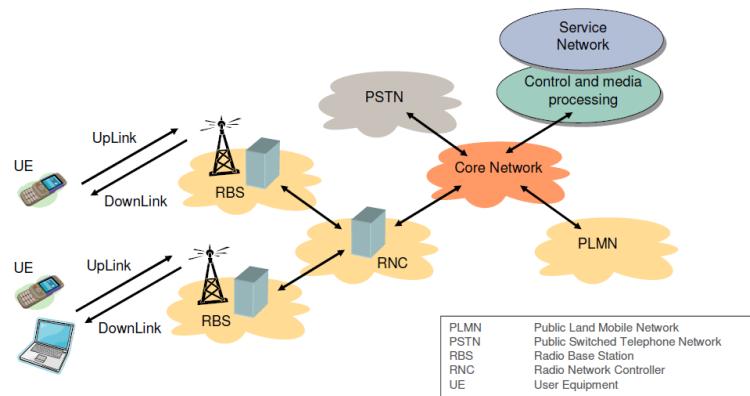 Service
Network
Control and media
processing
PSTN
UpLink
UE
Core Network
RBS
DownLink
PLMN
UE
UpLink
RNC
DownLink
RBS
PLMN Public Land Mobile Network
PSTN Public Switched Telephone Network
RBS Radio Base Station
RNC Radio Network Controller
UE User Equipment